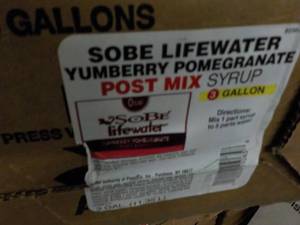 GALLONS
SOBE LIFEWATER
YUMBERRY POMEGRANATE
POST MIX SYRUP
3 GALLON
Directions:
Mix 1 part syrup
to 5 parts water
SoBe
lifewater
PRESS